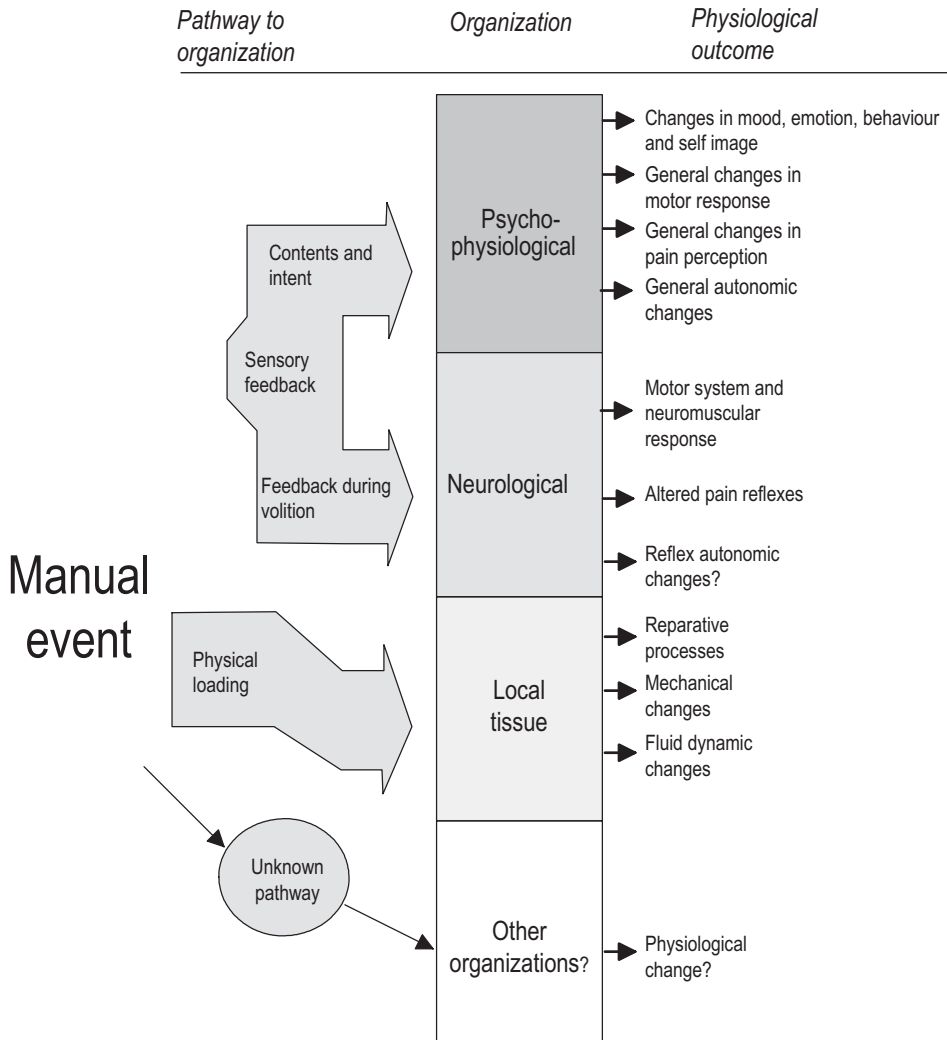 Pathway to
organization
Organization
Physiological
outcome
Manual
event
Contents and
intent
Sensory
feedback
Feedback during
volition
Physical
loading
Unknown
pathway
Psycho-
physiological
Neurological
Local
tissue
Other
organizations?
Changes in mood, emotion, behaviour
and self image
General changes in
motor response
General changes in
pain perception
General autonomic
changes
Motor system and
neuromuscular
response
Altered pain reflexes
Reflex autonomic
changes?
Reparative
processes
Mechanical
changes
Fluid dynamic
changes
Physiological
change?